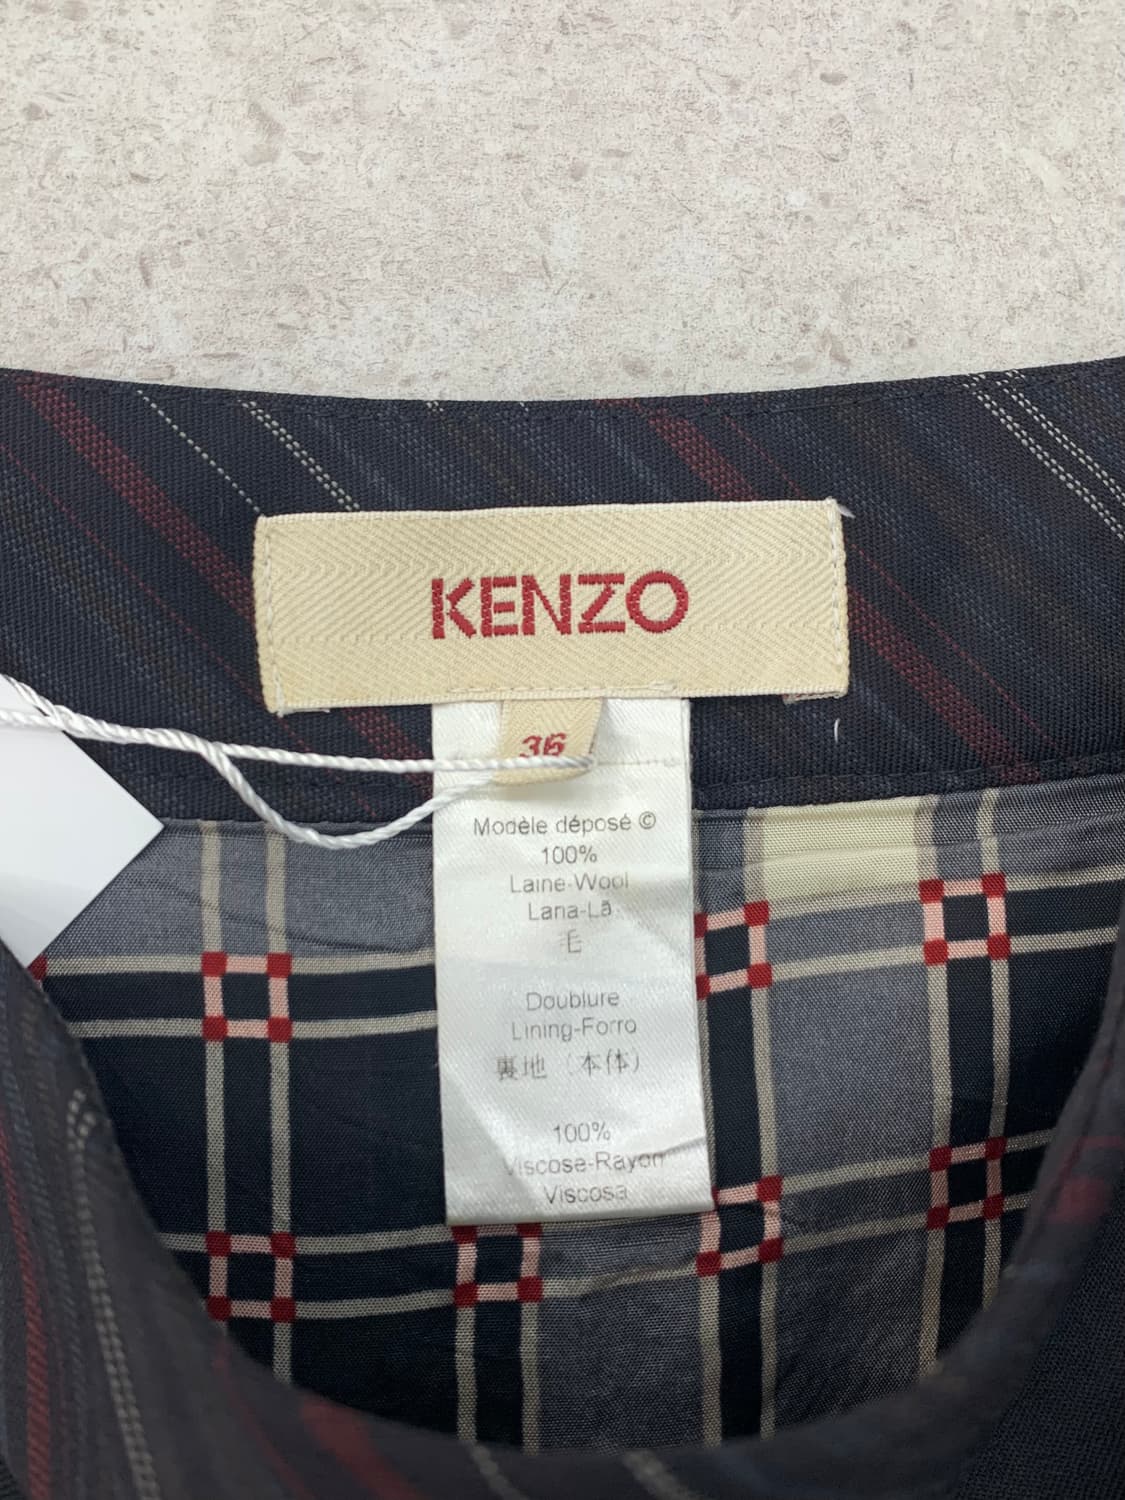 KENZO
36
Modèle déposé ©
100%
Laine-Wool
Lana-Lã
毛
Doublure
Lining-Forro
裏地（本体）
100%
Viscose-Rayon
Viscosa